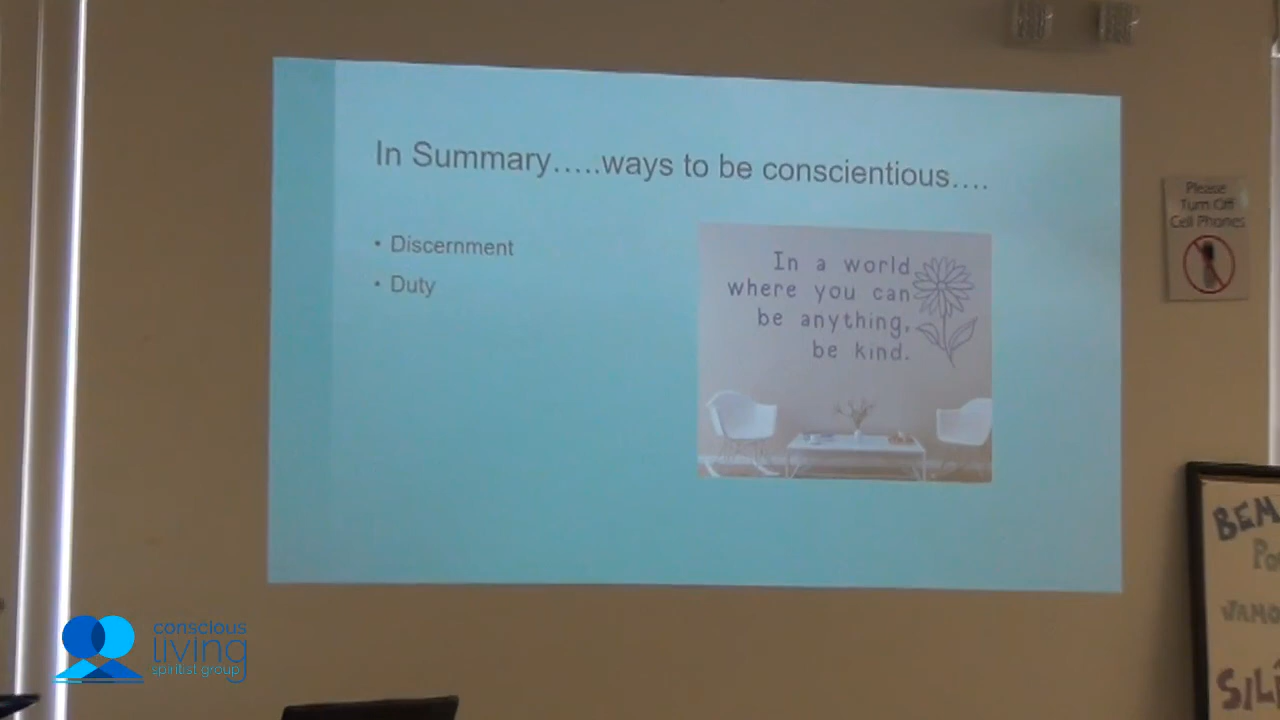 In Summary.....ways to be conscientious....
• Discernment
• Duty
In a world
where you can
be anything,
be kind.
Please
Turn Off
Cell Phones
conscious
living
spiritist group